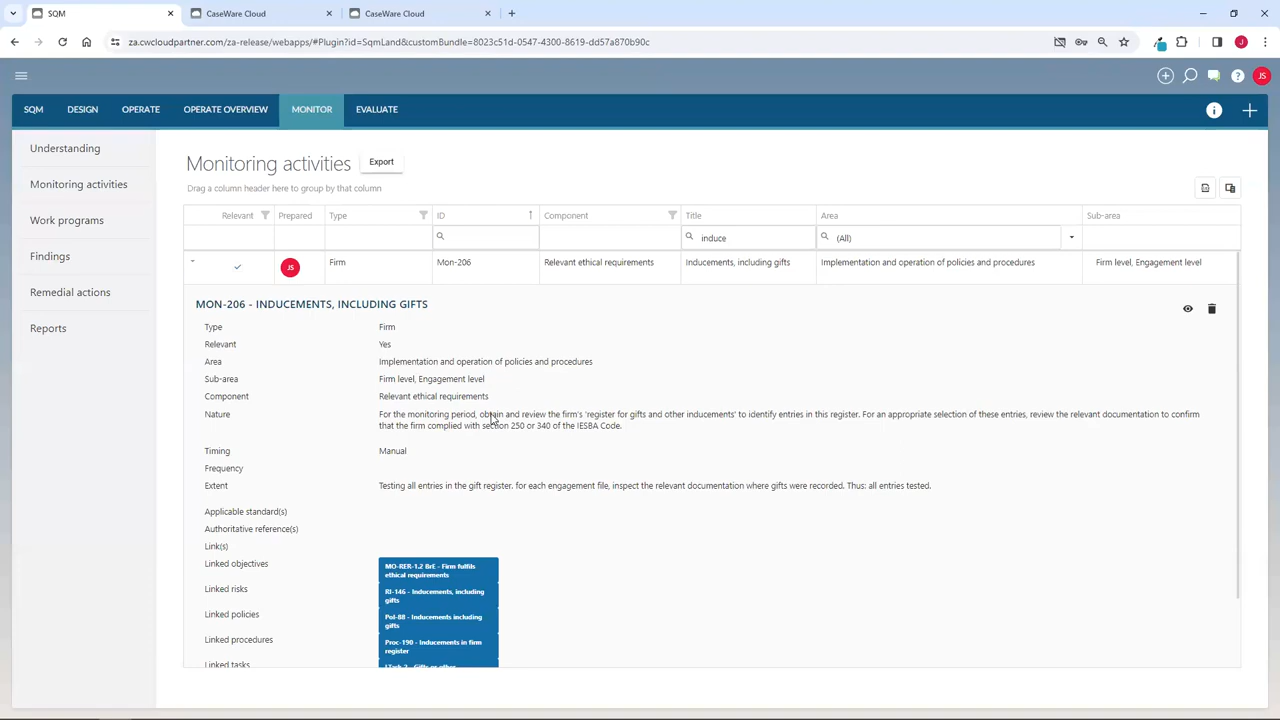 SQM
CaseWare Cloud
CaseWare Cloud
za.cwcloudpartner.com/za-release/webapps/#Plugin?id=SqmLand&customBundle=8023c51d-0547-4300-8619-dd57a870b90c
J
JS
SQM DESIGN OPERATE OPERATE OVERVIEW MONITOR EVALUATE
Understanding
Monitoring activities
Work programs
Findings
Remedial actions
Reports
Monitoring activities Export
Drag a column header here to group by that column
Relevant Prepared Type ID Component Title Area Sub-area
induce (All)
JS Firm Mon-206 Relevant ethical requirements Inducements, including gifts Implementation and operation of policies and procedures Firm level, Engagement level
MON-206 - INDUCEMENTS, INCLUDING GIFTS
Type Firm
Relevant Yes
Area Implementation and operation of policies and procedures
Sub-area Firm level, Engagement level
Component Relevant ethical requirements
Nature For the monitoring period, obtain and review the firm's 'register for gifts and other inducements' to identify entries in this register. For an appropriate selection of these entries, review the relevant documentation to confirm
that the firm complied with section 250 or 340 of the IESBA Code.
Timing Manual
Frequency
Extent Testing all entries in the gift register. for each engagement file, inspect the relevant documentation where gifts were recorded. Thus: all entries tested.
Applicable standard(s)
Authoritative reference(s)
Link(s)
Linked objectives MO-RER-1.2 BrE - Firm fulfils
ethical requirements
Linked risks RI-146 - Inducements, including
gifts
Linked policies Pol-88 - Inducements including
gifts
Linked procedures Proc-190 - Inducements in firm
register
Linked tasks